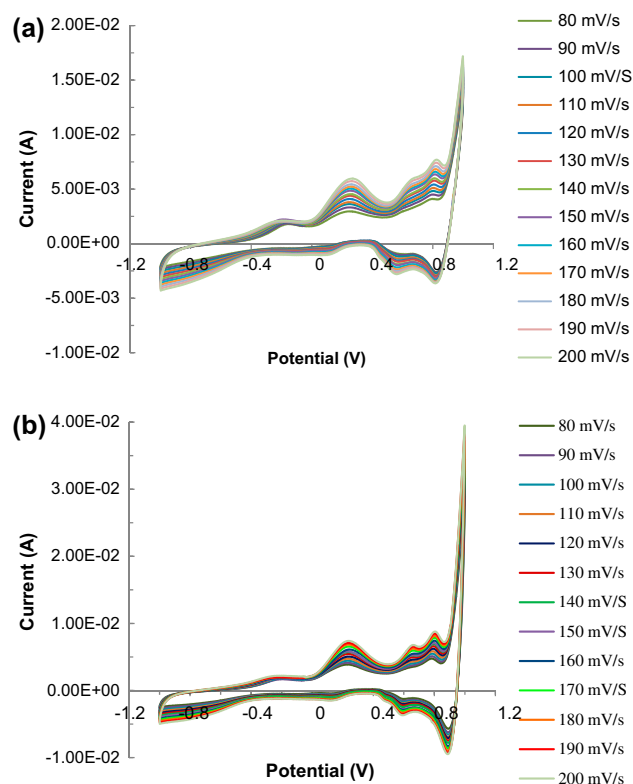 (a)
2.00E-02
1.50E-02
1.00E-02
5.00E-03
0.00E+00
-5.00E-03
-1.00E-02
Current (A)
-1.2 -0.8 -0.4 0 0.4 0.8 1.2
Potential (V)
80 mV/s
90 mV/s
100 mV/S
110 mV/s
120 mV/s
130 mV/s
140 mV/s
150 mV/s
160 mV/s
170 mV/s
180 mV/s
190 mV/s
200 mV/s
(b)
4.00E-02
3.00E-02
2.00E-02
1.00E-02
0.00E+00
-1.00E-02
Current (A)
-1.2 -0.8 -0.4 0 0.4 0.8 1.2
Potential (V)
80 mV/s
90 mV/s
100 mV/s
110 mV/s
120 mV/s
130 mV/s
140 mV/S
150 mV/S
160 mV/s
170 mV/S
180 mV/s
190 mV/s
200 mV/s